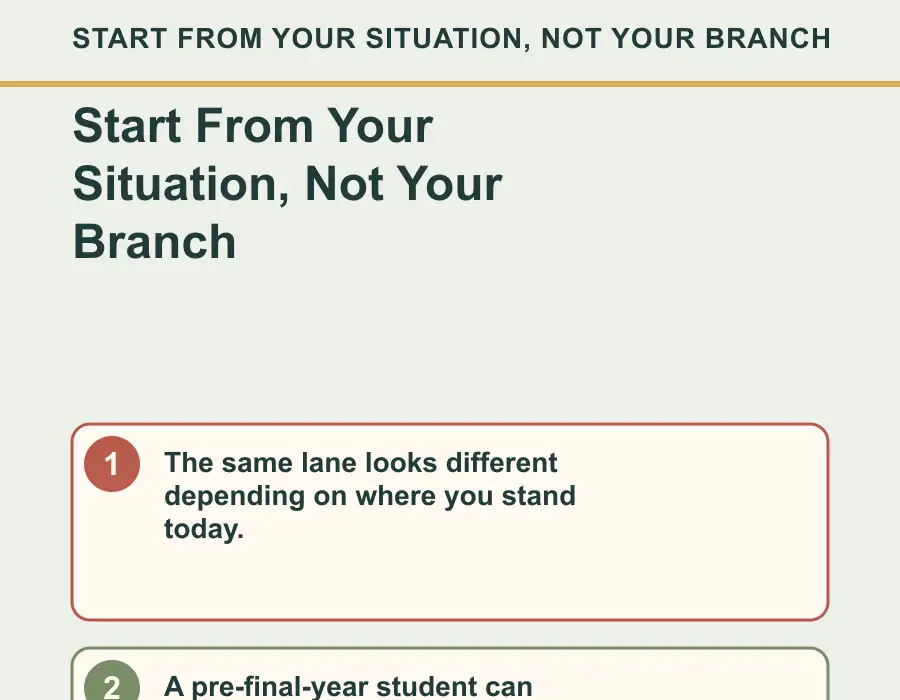 START FROM YOUR SITUATION, NOT YOUR BRANCH
Start From Your
Situation, Not Your
Branch
1
The same lane looks different
depending on where you stand
today.
2
A pre-final-year student can